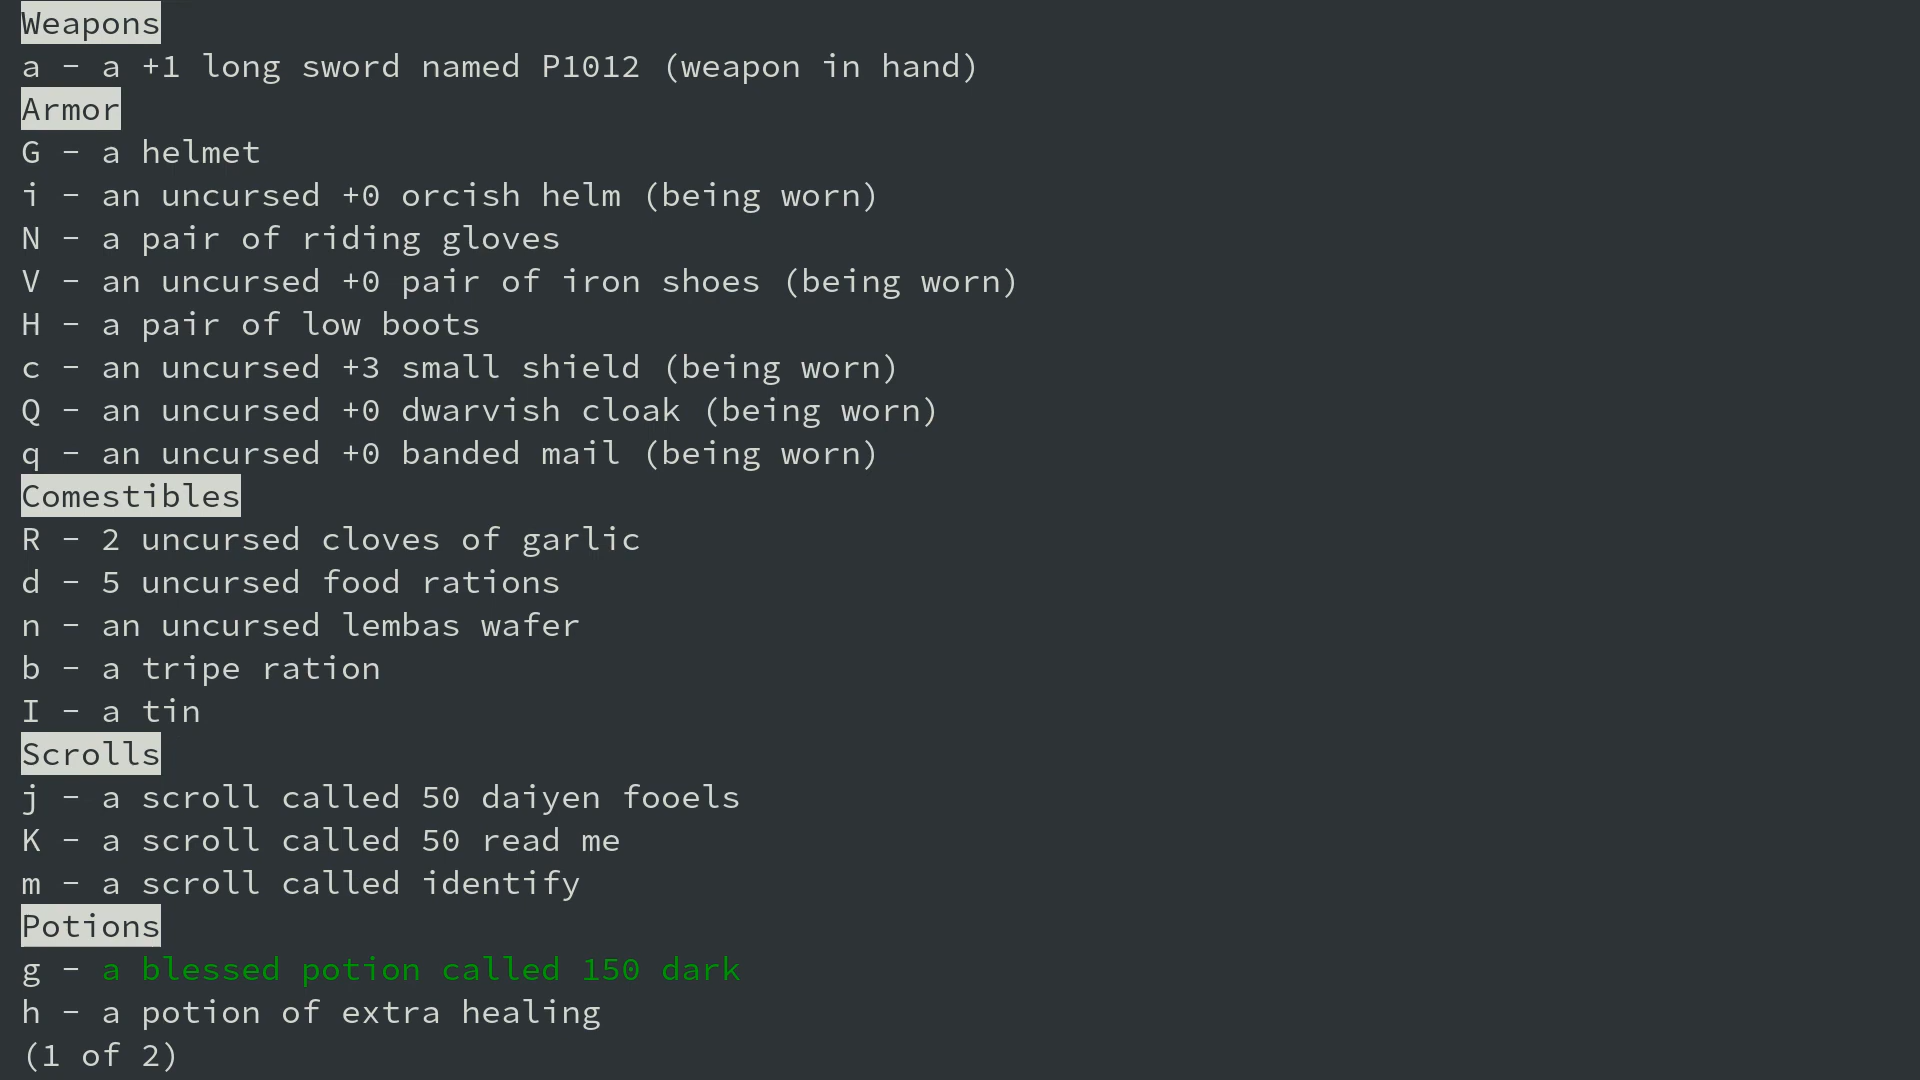 Weapons
a - a +1 long sword named P1012 (weapon in hand)
Armor
G - a helmet
i - an uncursed +0 orcish helm (being worn)
N - a pair of riding gloves
V - an uncursed +0 pair of iron shoes (being worn)
H - a pair of low boots
c - an uncursed +3 small shield (being worn)
Q - an uncursed +0 dwarvish cloak (being worn)
q - an uncursed +0 banded mail (being worn)
Comestibles
R - 2 uncursed cloves of garlic
d - 5 uncursed food rations
n - an uncursed lembas wafer
b - a tripe ration
I - a tin
Scrolls
j - a scroll called 50 daiyen fooels
K - a scroll called 50 read me
m - a scroll called identify
Potions
g - a blessed potion called 150 dark
h - a potion of extra healing
(1 of 2)